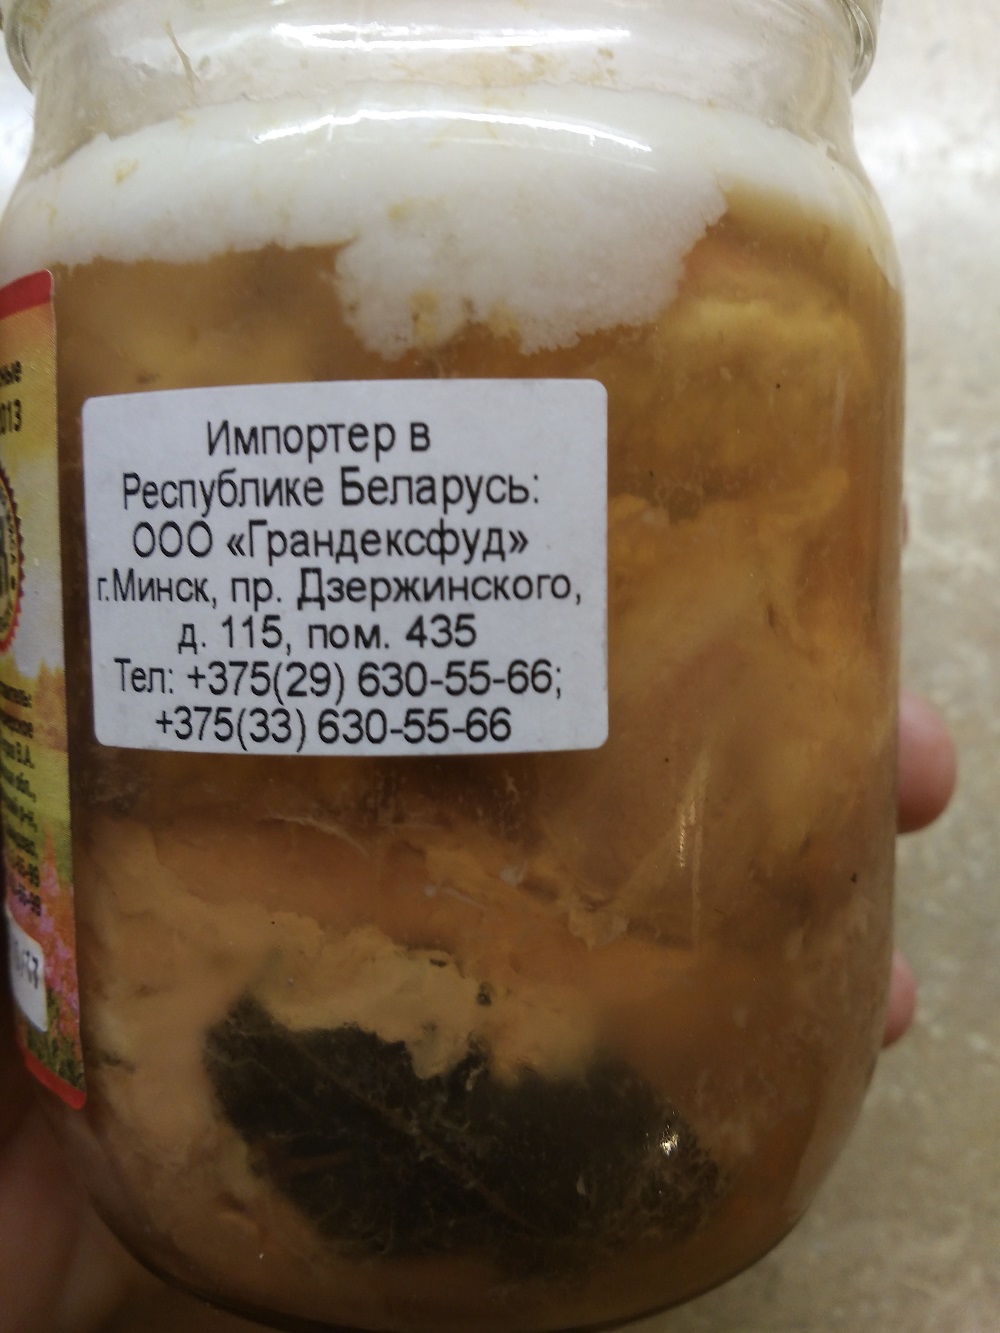 Импортер в
Республике Беларусь:
ООО «Грандексфуд»
г.Минск, пр. Дзержинского,
д. 115, пом. 435
Тел: +375(29) 630-55-66;
+375(33) 630-55-66